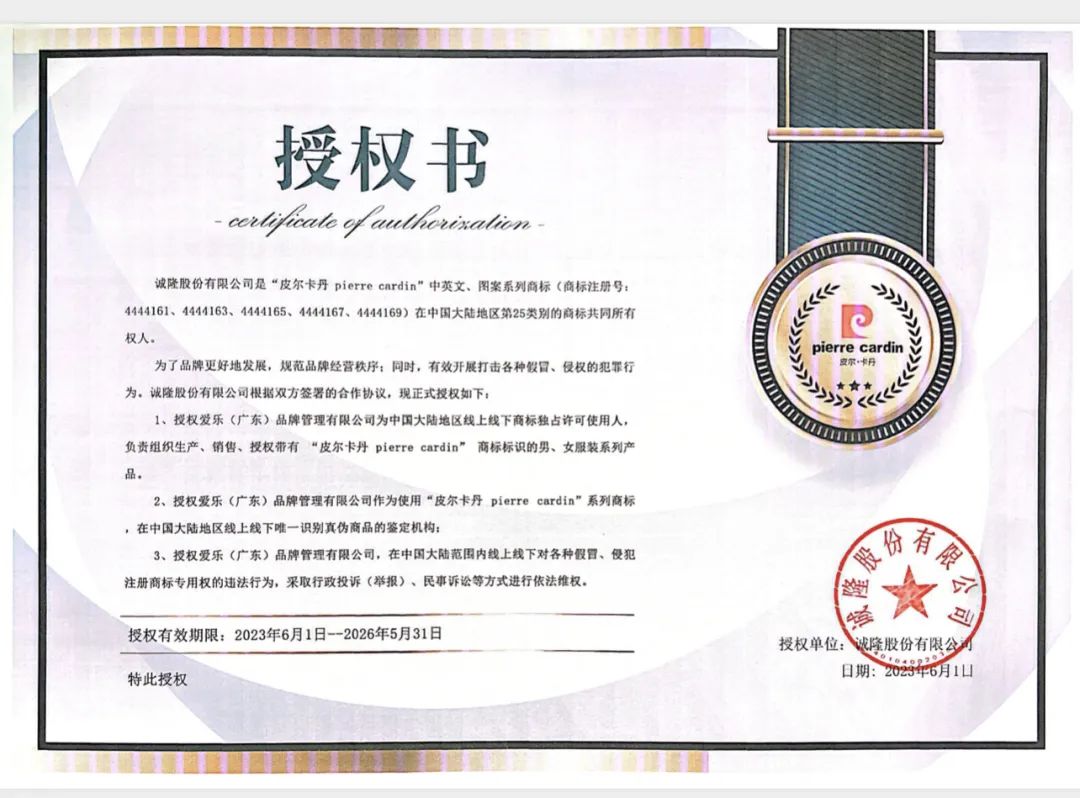 授权书
- certificate of authorization -
诚隆股份有限公司是“皮尔卡丹 pierre cardin”中英文、图案系列商标（商标注册号：
4444161、4444163、4444165、4444167、4444169）在中国大陆地区第25类别的商标共同所有
权人。
为了品牌更好地发展，规范品牌经营秩序；同时，有效开展打击各种假冒、侵权的犯罪行
为。诚隆股份有限公司根据双方签署的合作协议，现正式授权如下：
1、授权爱乐（广东）品牌管理有限公司为中国大陆地区线上线下商标独占许可使用人，
负责组织生产、销售、授权带有 “皮尔卡丹 pierre cardin” 商标标识的男、女服装系列产
品。
2、授权爱乐（广东）品牌管理有限公司作为使用“皮尔卡丹 pierre cardin”系列商标
，在中国大陆地区线上线下唯一识别真伪商品的鉴定机构；
3、授权爱乐（广东）品牌管理有限公司，在中国大陆范围内线上线下对各种假冒、侵犯
注册商标专用权的违法行为，采取行政投诉（举报）、民事诉讼等方式进行依法维权。
授权有效期限：2023年6月1日--2026年5月31日
特此授权
pierre cardin
皮尔·卡丹
诚隆股份有限公司
授权单位：诚隆股份有限公司
日期：2023年6月1日